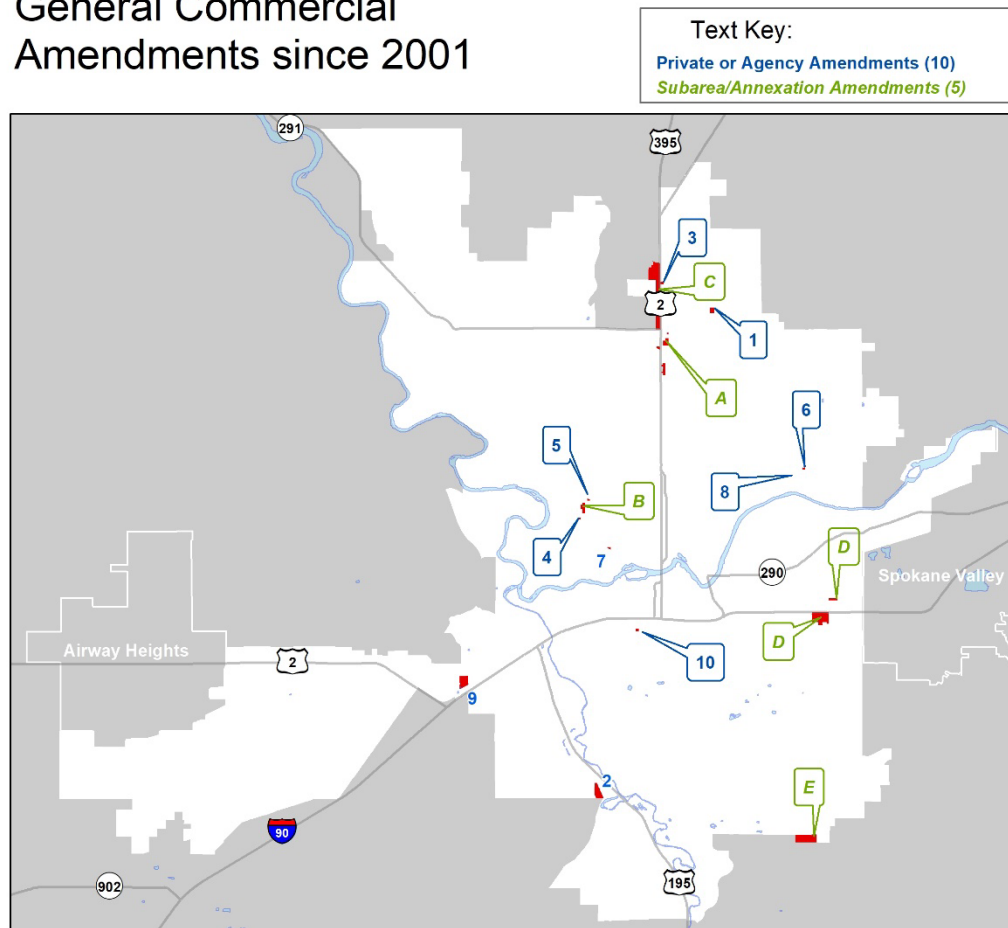 General Commercial
Amendments since 2001
Text Key:
Private or Agency Amendments (10)
Subarea/Annexation Amendments (5)
291
395
3
C
2
1
A
6
5
8
B
4
7
D
290
Spokane Valley
D
Airway Heights
2
10
9
2
E
90
195
902